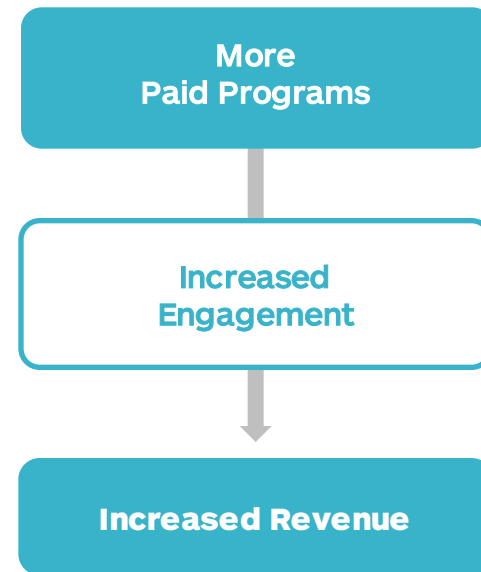 More
Paid Programs
Increased
Engagement
Increased Revenue